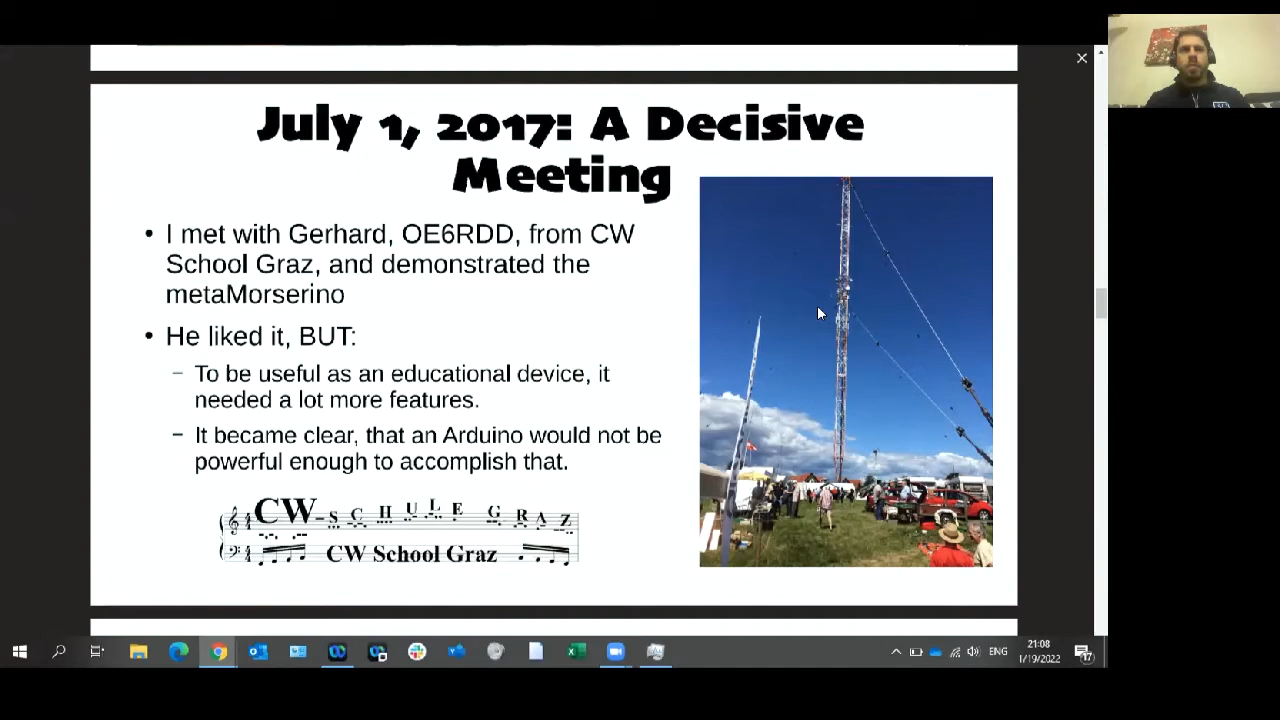 July 1, 2017: A Decisive
Meeting
• I met with Gerhard, OE6RDD, from CW
School Graz, and demonstrated the
metaMorserino
• He liked it, BUT:
– To be useful as an educational device, it
needed a lot more features.
– It became clear, that an Arduino would not be
powerful enough to accomplish that.
CW-SCHULE GRAZ
-.-. .--
CW School Graz
ENG
21:08
1/19/2022
17